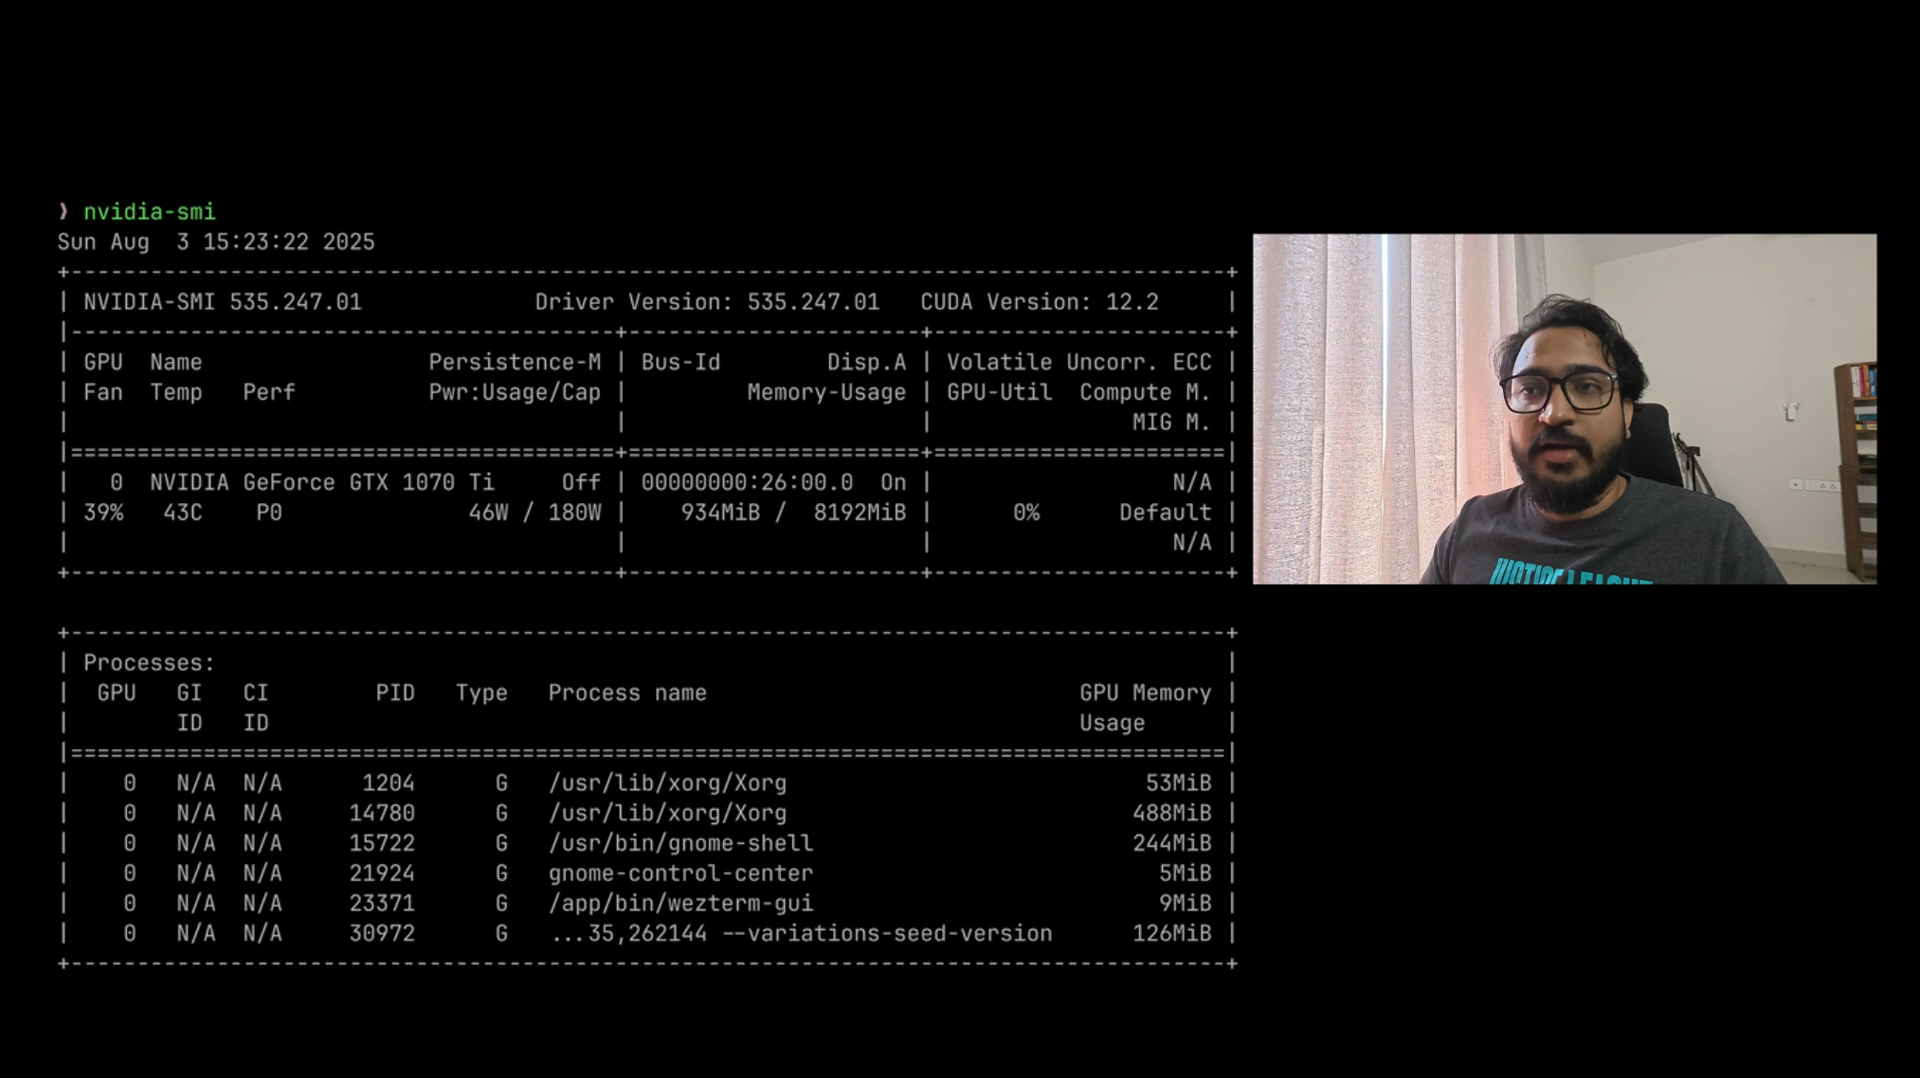 ❯ nvidia-smi
Sun Aug  3 15:23:22 2025
+---------------------------------------------------------------------------------------+
| NVIDIA-SMI 535.247.01             Driver Version: 535.247.01   CUDA Version: 12.2     |
|-----------------------------------------+----------------------+----------------------+
| GPU  Name                 Persistence-M | Bus-Id        Disp.A | Volatile Uncorr. ECC |
| Fan  Temp   Perf          Pwr:Usage/Cap |         Memory-Usage | GPU-Util  Compute M. |
|                                         |                      |               MIG M. |
|=========================================+======================+======================|
|   0  NVIDIA GeForce GTX 1070 Ti     Off | 00000000:26:00.0  On |                  N/A |
| 39%   43C    P0              46W / 180W |    934MiB /  8192MiB |      0%      Default |
|                                         |                      |                  N/A |
+-----------------------------------------+----------------------+----------------------+
+---------------------------------------------------------------------------------------+
| Processes:                                                                            |
|  GPU   GI   CI        PID   Type   Process name                            GPU Memory |
|        ID   ID                                                             Usage      |
|=======================================================================================|
|    0   N/A  N/A      1204      G   /usr/lib/xorg/Xorg                           53MiB |
|    0   N/A  N/A     14780      G   /usr/lib/xorg/Xorg                          488MiB |
|    0   N/A  N/A     15722      G   /usr/bin/gnome-shell                        244MiB |
|    0   N/A  N/A     21924      G   gnome-control-center                          5MiB |
|    0   N/A  N/A     23371      G   /app/bin/wezterm-gui                          9MiB |
|    0   N/A  N/A     30972      G   ...35,262144 --variations-seed-version      126MiB |
+---------------------------------------------------------------------------------------+
JUSTICE LEAGUE